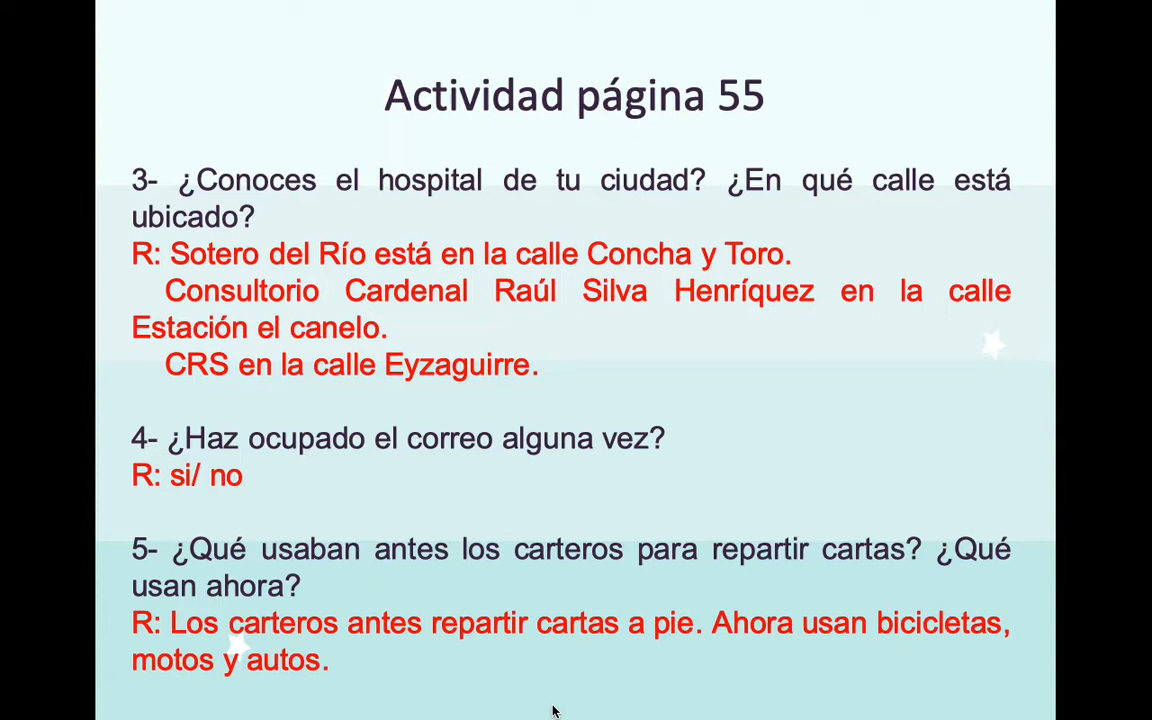 Actividad página 55
3- ¿Conoces el hospital de tu ciudad? ¿En qué calle está
ubicado?
R: Sotero del Río está en la calle Concha y Toro.
Consultorio Cardenal Raúl Silva Henríquez en la calle
Estación el canelo.
CRS en la calle Eyzaguirre.
4- ¿Haz ocupado el correo alguna vez?
R: si/ no
5- ¿Qué usaban antes los carteros para repartir cartas? ¿Qué
usan ahora?
R: Los carteros antes repartir cartas a pie. Ahora usan bicicletas,
motos y autos.